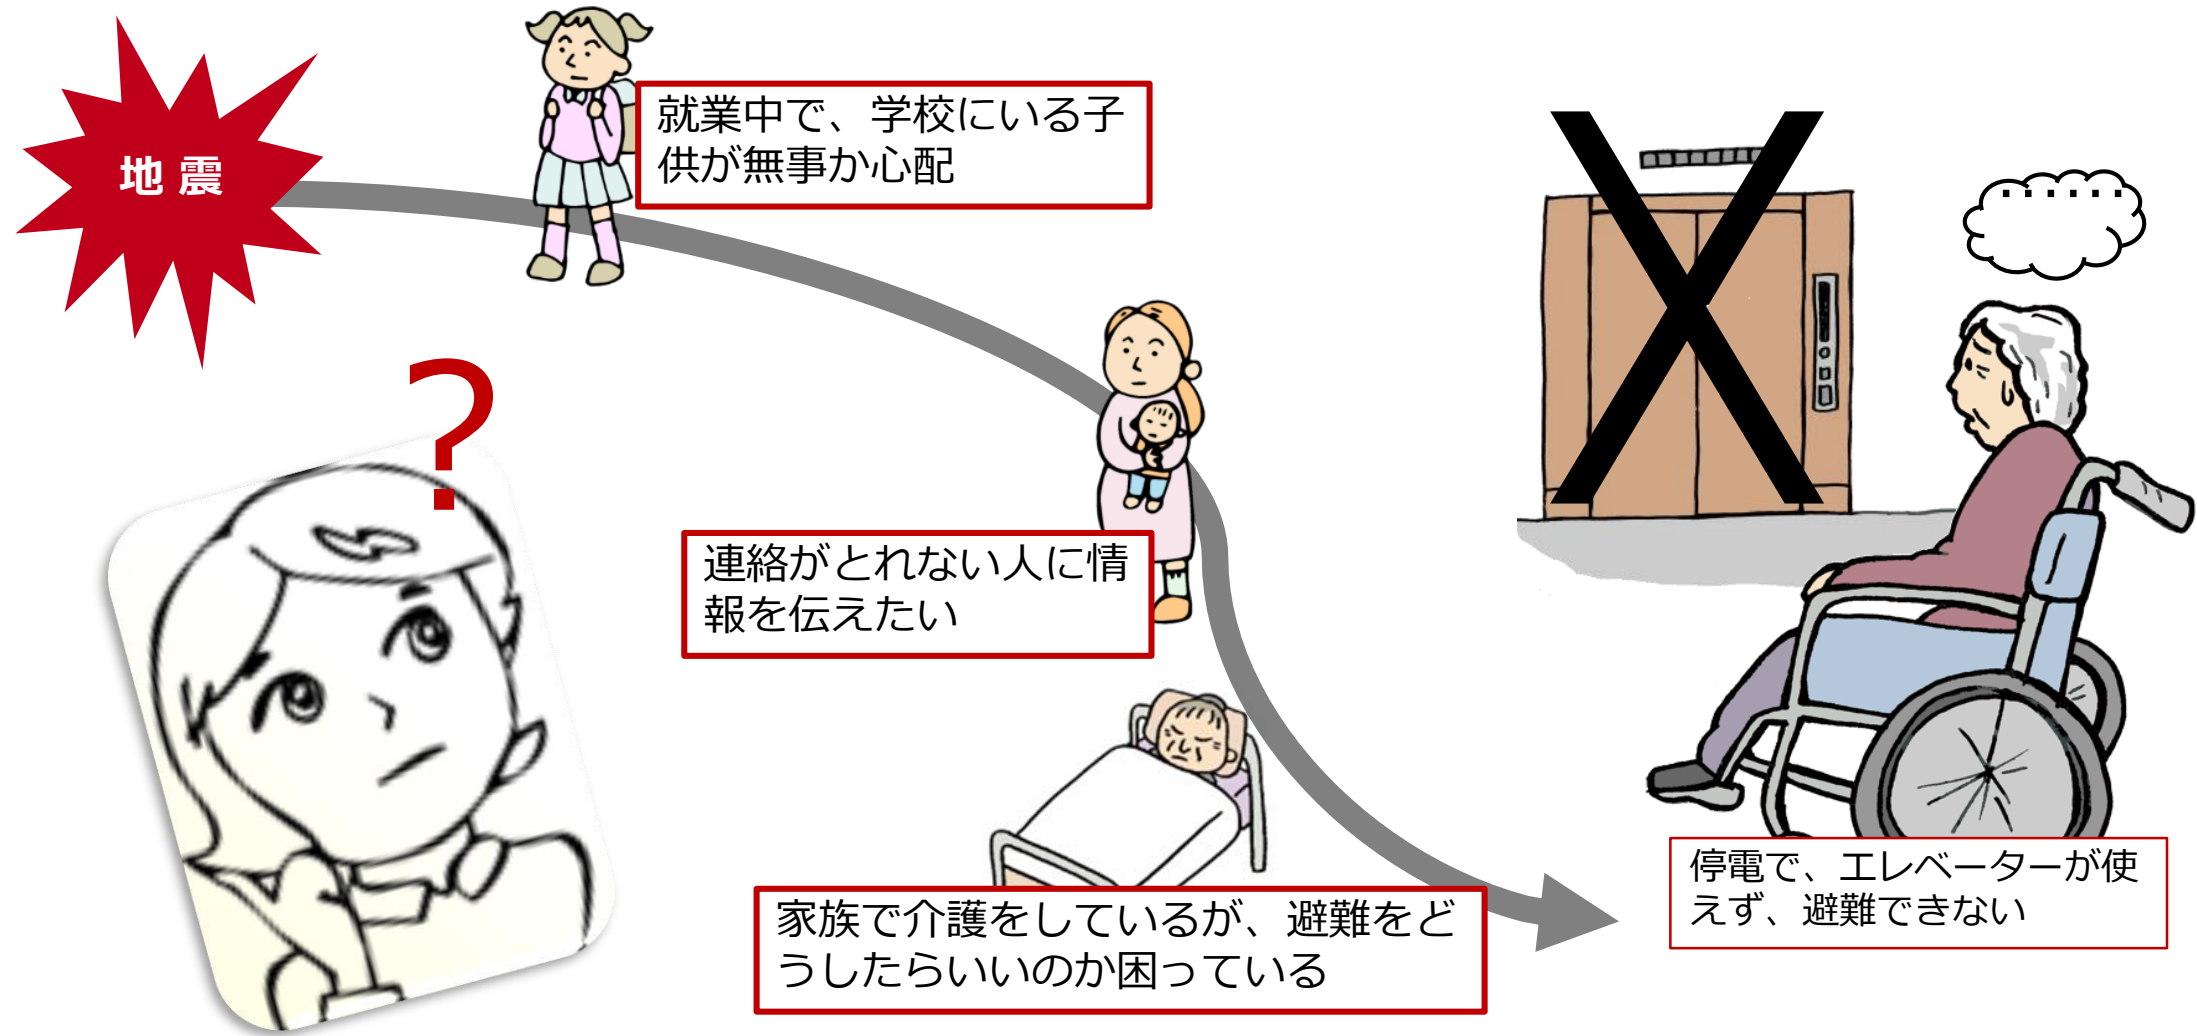 地 震
就業中で、学校にいる子
供が無事か心配
・・・・・・
?
連絡がとれない人に情
報を伝えたい
家族で介護をしているが、避難をど
うしたらいいのか困っている
停電で、エレベーターが使
えず、避難できない